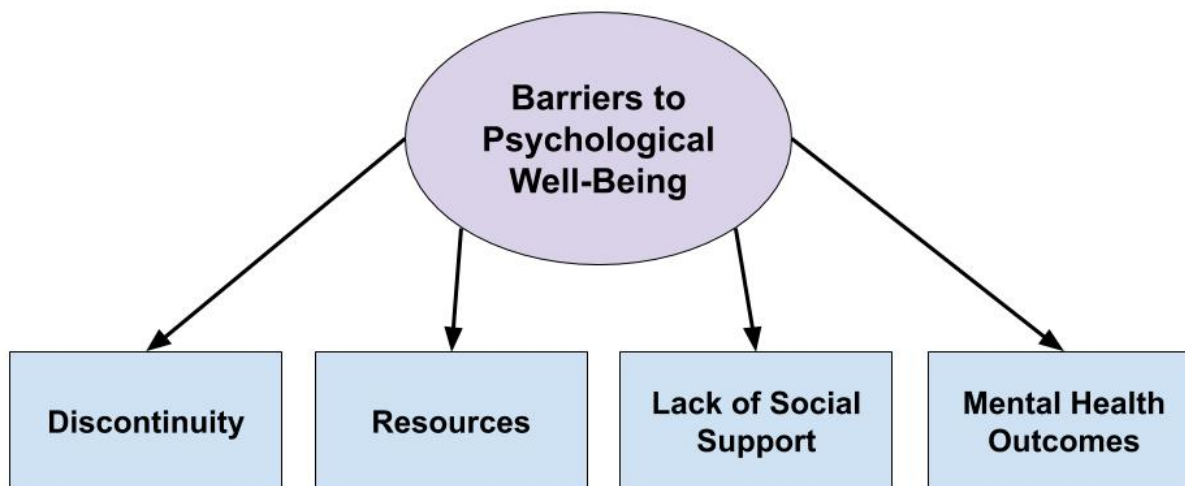 Barriers to
Psychological
Well-Being
Discontinuity
Resources
Lack of Social
Support
Mental Health
Outcomes